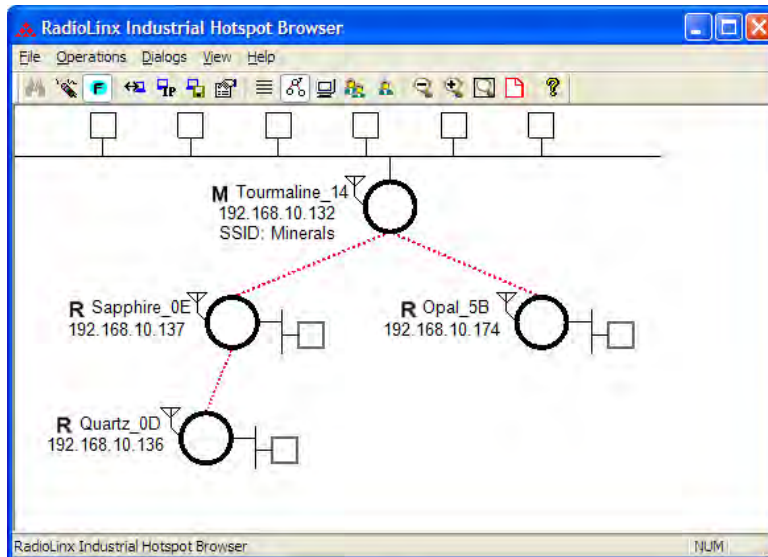 RadioLinx Industrial Hotspot Browser
File Operations Dialogs View Help
F IP ?
M Tourmaline_14
192.168.10.132
SSID: Minerals
R Sapphire_0E
192.168.10.137
R Opal_5B
192.168.10.174
R Quartz_0D
192.168.10.136
RadioLinx Industrial Hotspot Browser NUM